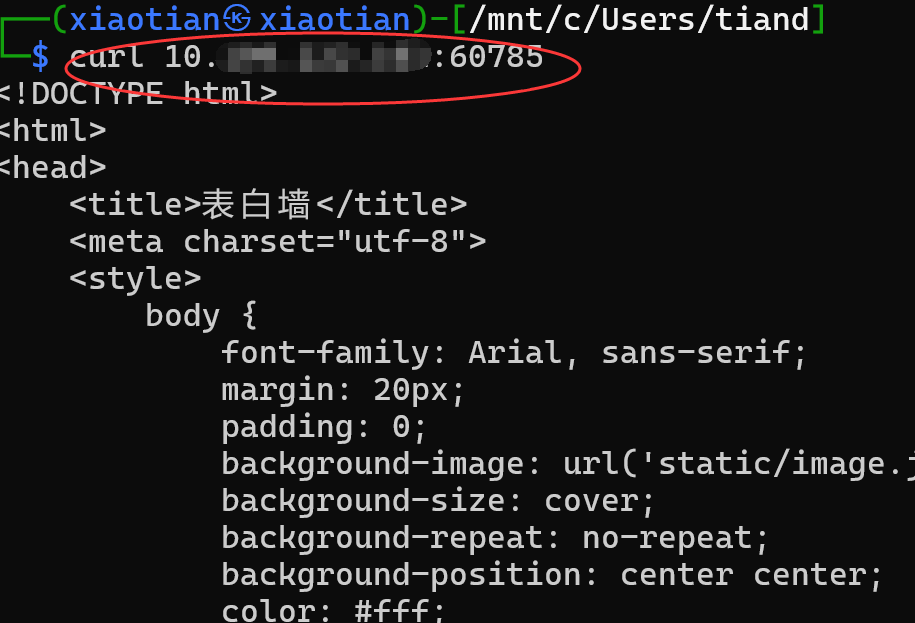 ┌──(xiaotian㉿xiaotian)-[/mnt/c/Users/tiand]
└─$ curl 10. :60785
<!DOCTYPE html>
<html>
<head>
    <title>表白墙</title>
    <meta charset="utf-8">
    <style>
        body {
            font-family: Arial, sans-serif;
            margin: 20px;
            padding: 0;
            background-image: url('static/image.j
            background-size: cover;
            background-repeat: no-repeat;
            background-position: center center;
            color: #fff;